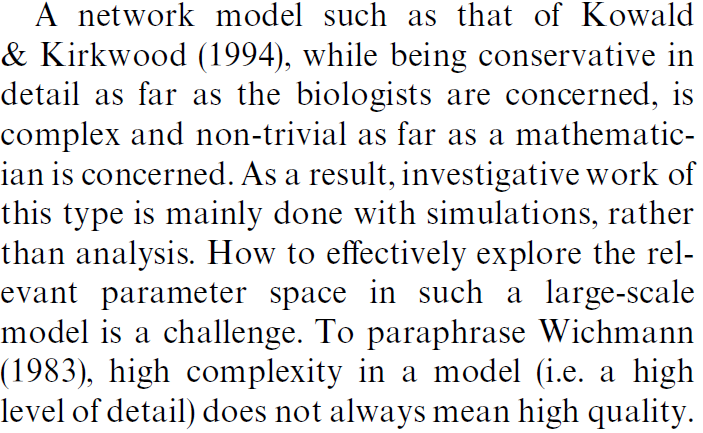 A network model such as that of Kowald
& Kirkwood (1994), while being conservative in
detail as far as the biologists are concerned, is
complex and non-trivial as far as a mathematic-
ian is concerned. As a result, investigative work of
this type is mainly done with simulations, rather
than analysis. How to effectively explore the rel-
evant parameter space in such a large-scale
model is a challenge. To paraphrase Wichmann
(1983), high complexity in a model (i.e. a high
level of detail) does not always mean high quality.